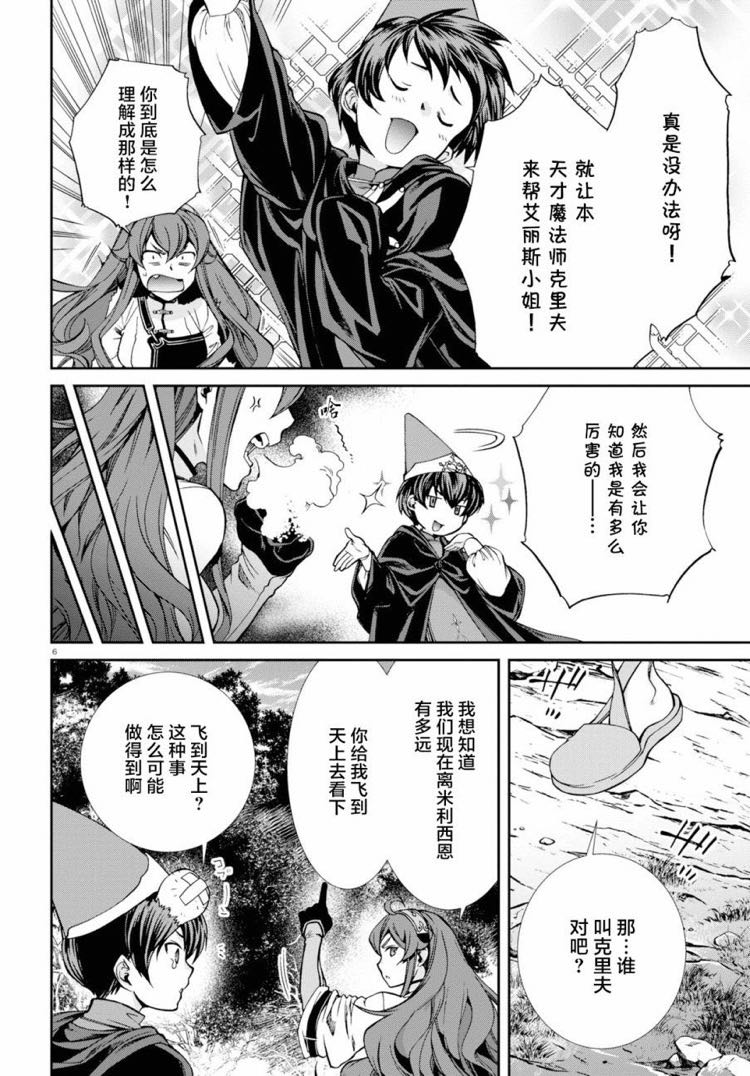 真是没办法呀！
就让本
天才魔法师克里夫
来帮艾丽斯小姐！
你到底是怎么
理解成那样的！
然后我会让你
知道我是有多么
厉害的——…
啥
6
那…谁
叫克里夫
对吧？
我想知道
我们现在离米利西恩
有多远
你给我飞到
天上去看下
飞到天上？
这种事
怎么可能
做得到啊